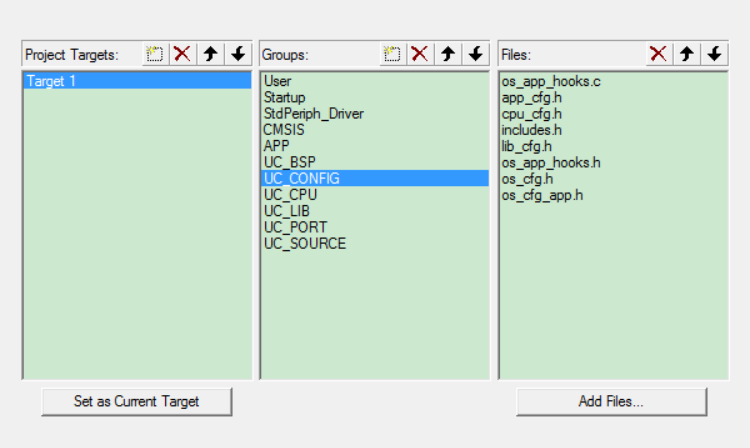 Project Targets:
Target 1
Set as Current Target
Groups:
User
Startup
StdPeriph_Driver
CMSIS
APP
UC_BSP
UC_CONFIG
UC_CPU
UC_LIB
UC_PORT
UC_SOURCE
Files:
os_app_hooks.c
app_cfg.h
cpu_cfg.h
includes.h
lib_cfg.h
os_app_hooks.h
os_cfg.h
os_cfg_app.h
Add Files...